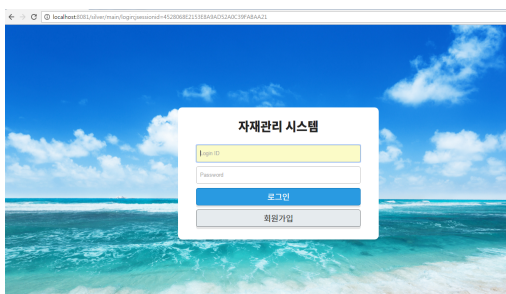 localhost:8081/silver/main/login;jsessionid=4528068E2153EBA9AD52A0C39FA8AA21
자재관리 시스템
Login ID
Password
로그인
회원가입